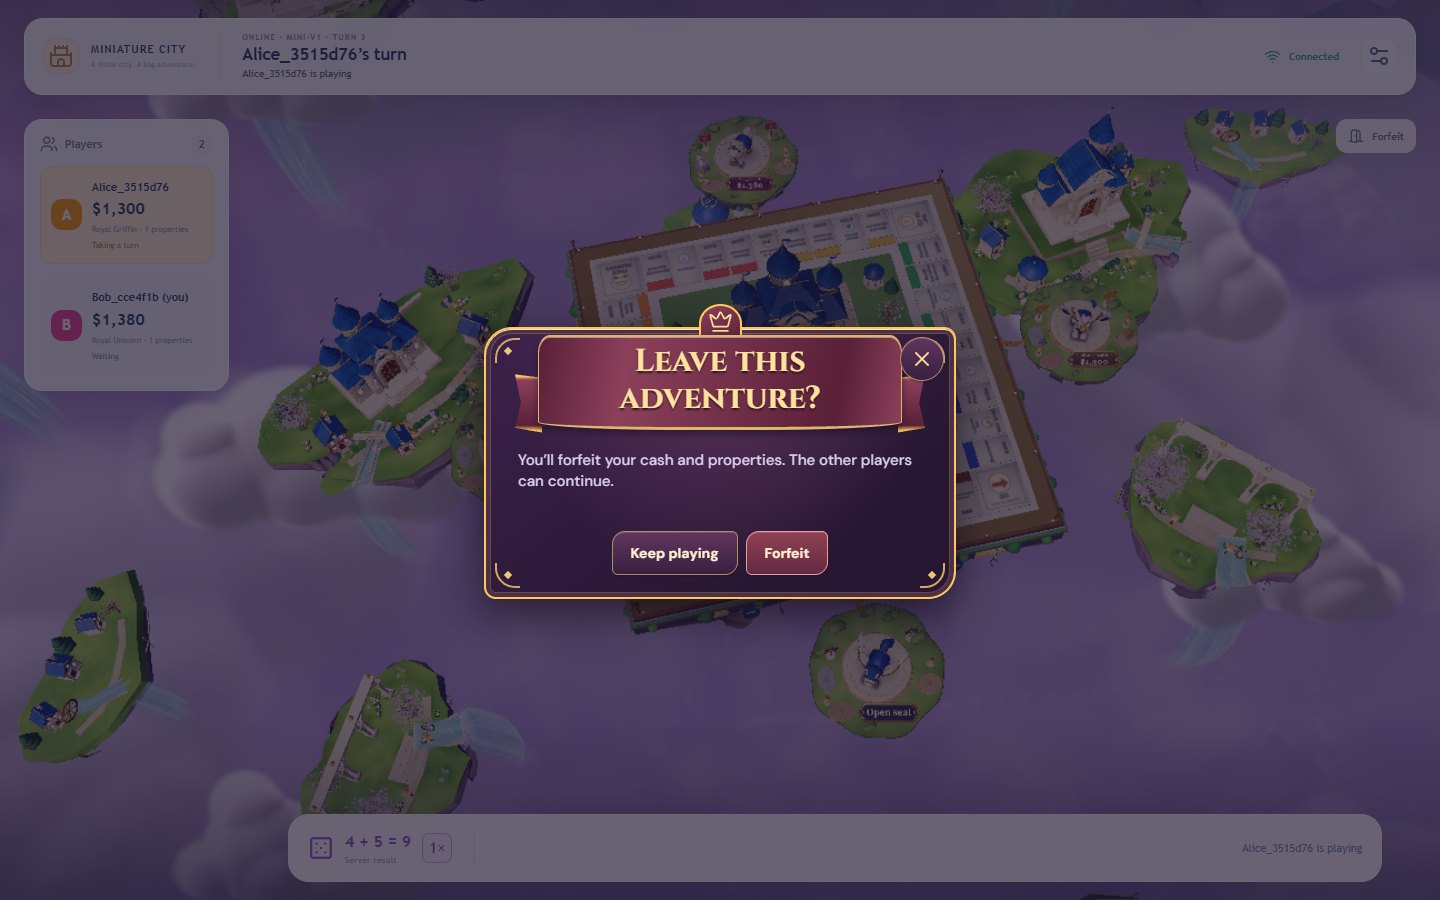 ONLINE · MINI-V1 · TURN 3
MINIATURE CITY
A little city. A big adventure.
Alice_3515d76's turn
Alice_3515d76 is playing
Connected
Players
2
Forfeit
A
Alice_3515d76
$1,300
Royal Griffin · 1 properties
Taking a turn
B
Bob_cce4f1b (you)
$1,380
Royal Unicorn · 1 properties
Waiting
LEAVE THIS
ADVENTURE?
You’ll forfeit your cash and properties. The other players
can continue.
Keep playing
Forfeit
GO
Open seat
4 + 5 = 9
1×
Server result
Alice_3515d76 is playing